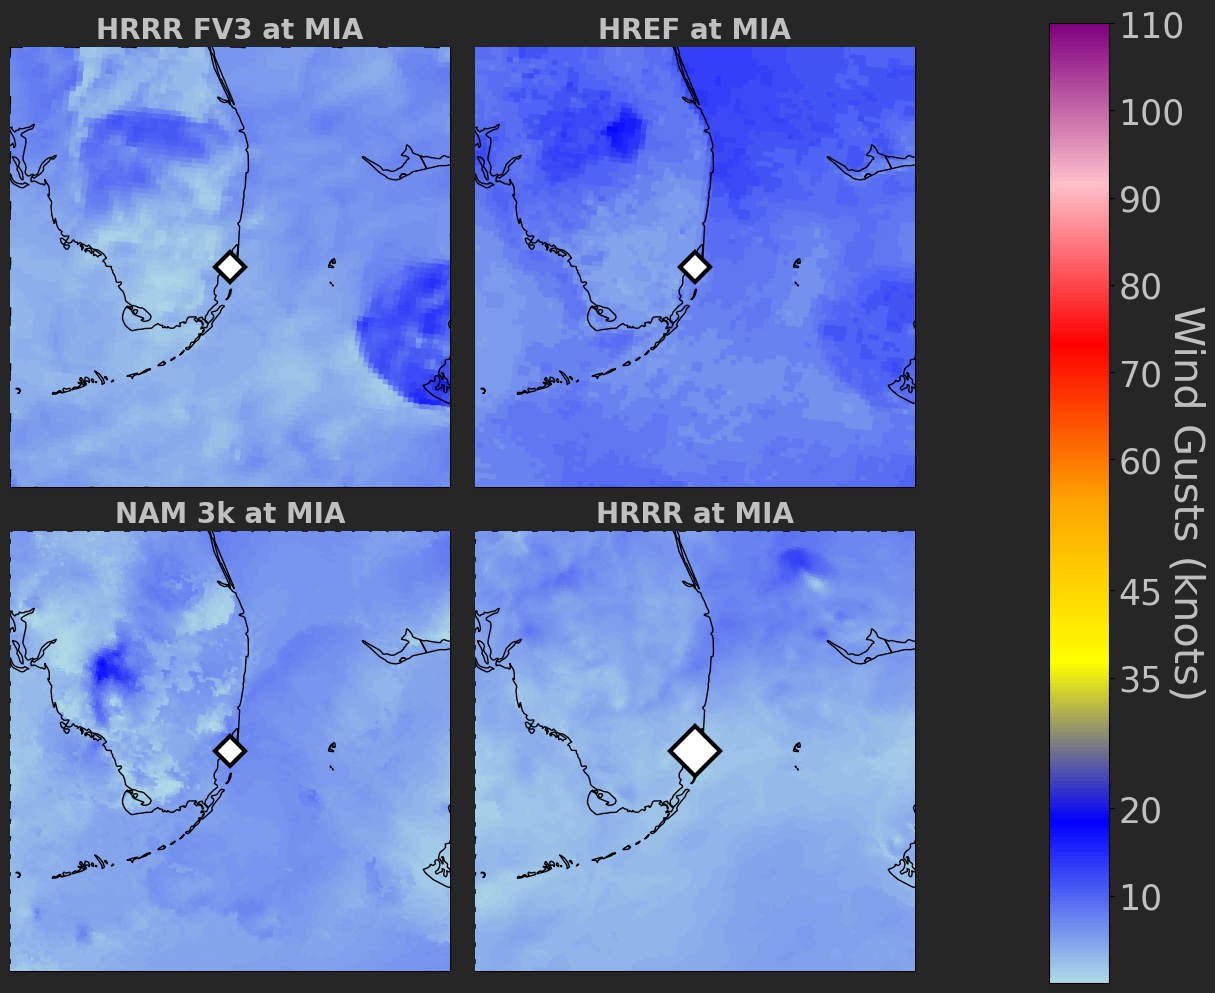 HRRR FV3 at MIA
HREF at MIA
NAM 3k at MIA
HRRR at MIA
110
100
90
80
70
60
45
35
20
10
Wind Gusts (knots)